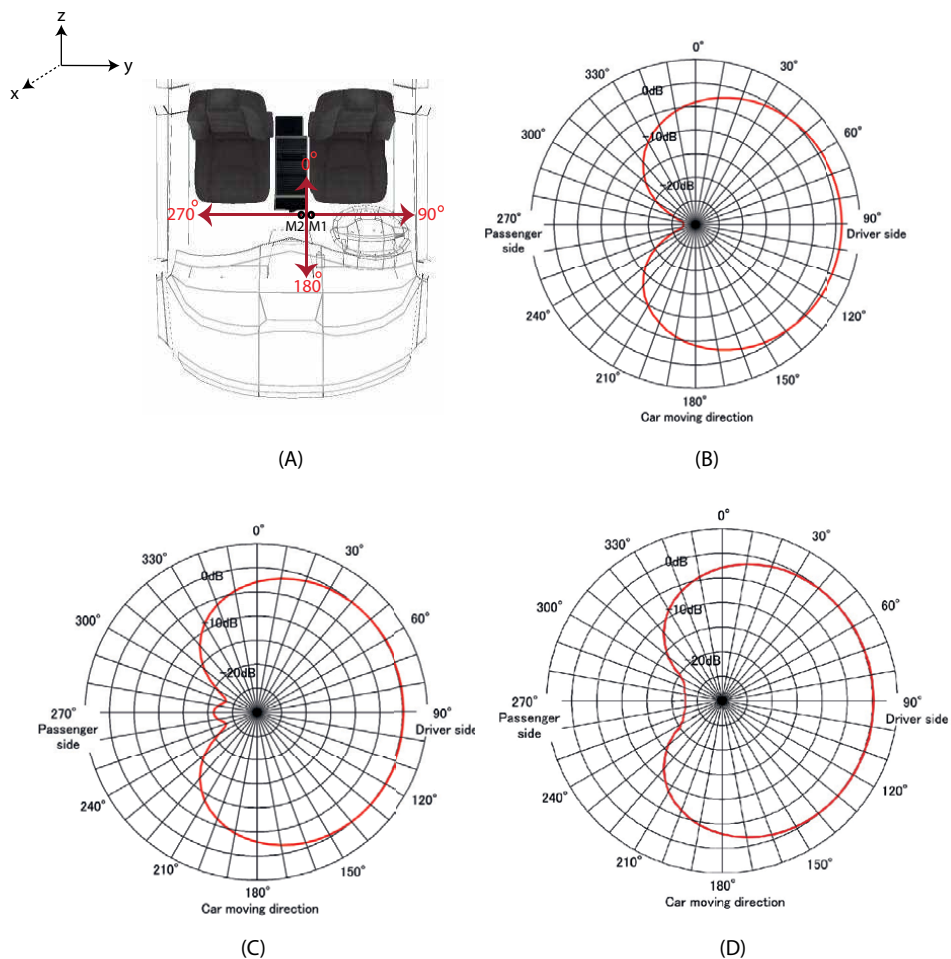 z
y
x
0°
270°
90°
M2 M1
180°
(A)
0°
330°
30°
0dB
300°
60°
-10dB
-20dB
270°
90°
Passenger side
Driver side
240°
120°
210°
150°
180°
Car moving direction
(B)
0°
330°
30°
0dB
300°
60°
-10dB
-20dB
270°
90°
Passenger side
Driver side
240°
120°
210°
150°
180°
Car moving direction
(C)
0°
330°
30°
0dB
300°
60°
-10dB
-20dB
270°
90°
Passenger side
Driver side
240°
120°
210°
150°
180°
Car moving direction
(D)